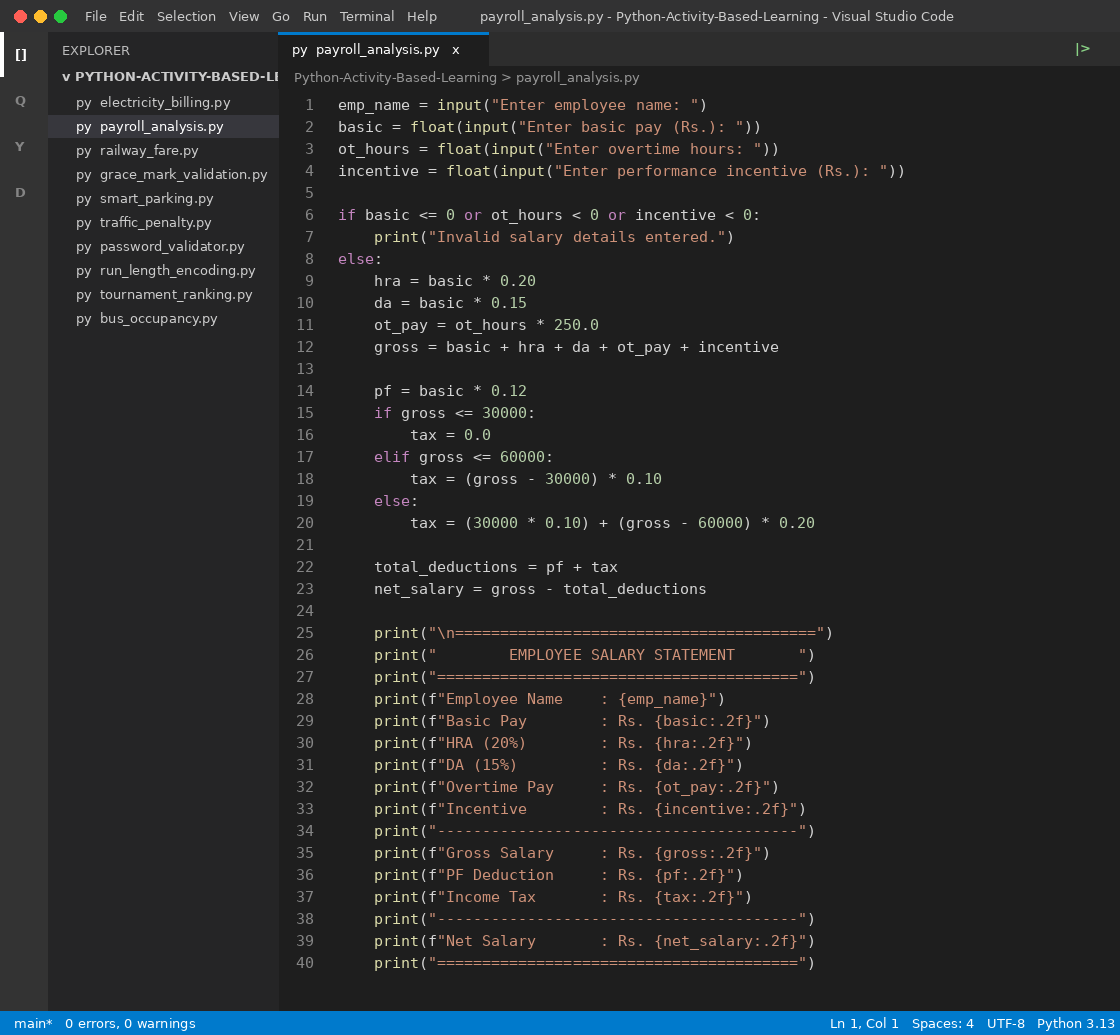 File Edit Selection View Go Run Terminal Help payroll_analysis.py - Python-Activity-Based-Learning - Visual Studio Code
[]
Q
Y
D
EXPLORER
v PYTHON-ACTIVITY-BASED-LE
py electricity_billing.py
py payroll_analysis.py
py railway_fare.py
py grace_mark_validation.py
py smart_parking.py
py traffic_penalty.py
py password_validator.py
py run_length_encoding.py
py tournament_ranking.py
py bus_occupancy.py
py payroll_analysis.py x
|>
Python-Activity-Based-Learning > payroll_analysis.py
1 emp_name = input("Enter employee name: ")
2 basic = float(input("Enter basic pay (Rs.): "))
3 ot_hours = float(input("Enter overtime hours: "))
4 incentive = float(input("Enter performance incentive (Rs.): "))
5
6 if basic <= 0 or ot_hours < 0 or incentive < 0:
7     print("Invalid salary details entered.")
8 else:
9     hra = basic * 0.20
10     da = basic * 0.15
11     ot_pay = ot_hours * 250.0
12     gross = basic + hra + da + ot_pay + incentive
13
14     pf = basic * 0.12
15     if gross <= 30000:
16         tax = 0.0
17     elif gross <= 60000:
18         tax = (gross - 30000) * 0.10
19     else:
20         tax = (30000 * 0.10) + (gross - 60000) * 0.20
21
22     total_deductions = pf + tax
23     net_salary = gross - total_deductions
24
25     print("\n========================================")
26     print("        EMPLOYEE SALARY STATEMENT       ")
27     print("========================================")
28     print(f"Employee Name    : {emp_name}")
29     print(f"Basic Pay        : Rs. {basic:.2f}")
30     print(f"HRA (20%)        : Rs. {hra:.2f}")
31     print(f"DA (15%)         : Rs. {da:.2f}")
32     print(f"Overtime Pay     : Rs. {ot_pay:.2f}")
33     print(f"Incentive        : Rs. {incentive:.2f}")
34     print("----------------------------------------")
35     print(f"Gross Salary     : Rs. {gross:.2f}")
36     print(f"PF Deduction     : Rs. {pf:.2f}")
37     print(f"Income Tax       : Rs. {tax:.2f}")
38     print("----------------------------------------")
39     print(f"Net Salary       : Rs. {net_salary:.2f}")
40     print("========================================")
main* 0 errors, 0 warnings Ln 1, Col 1 Spaces: 4 UTF-8 Python 3.13